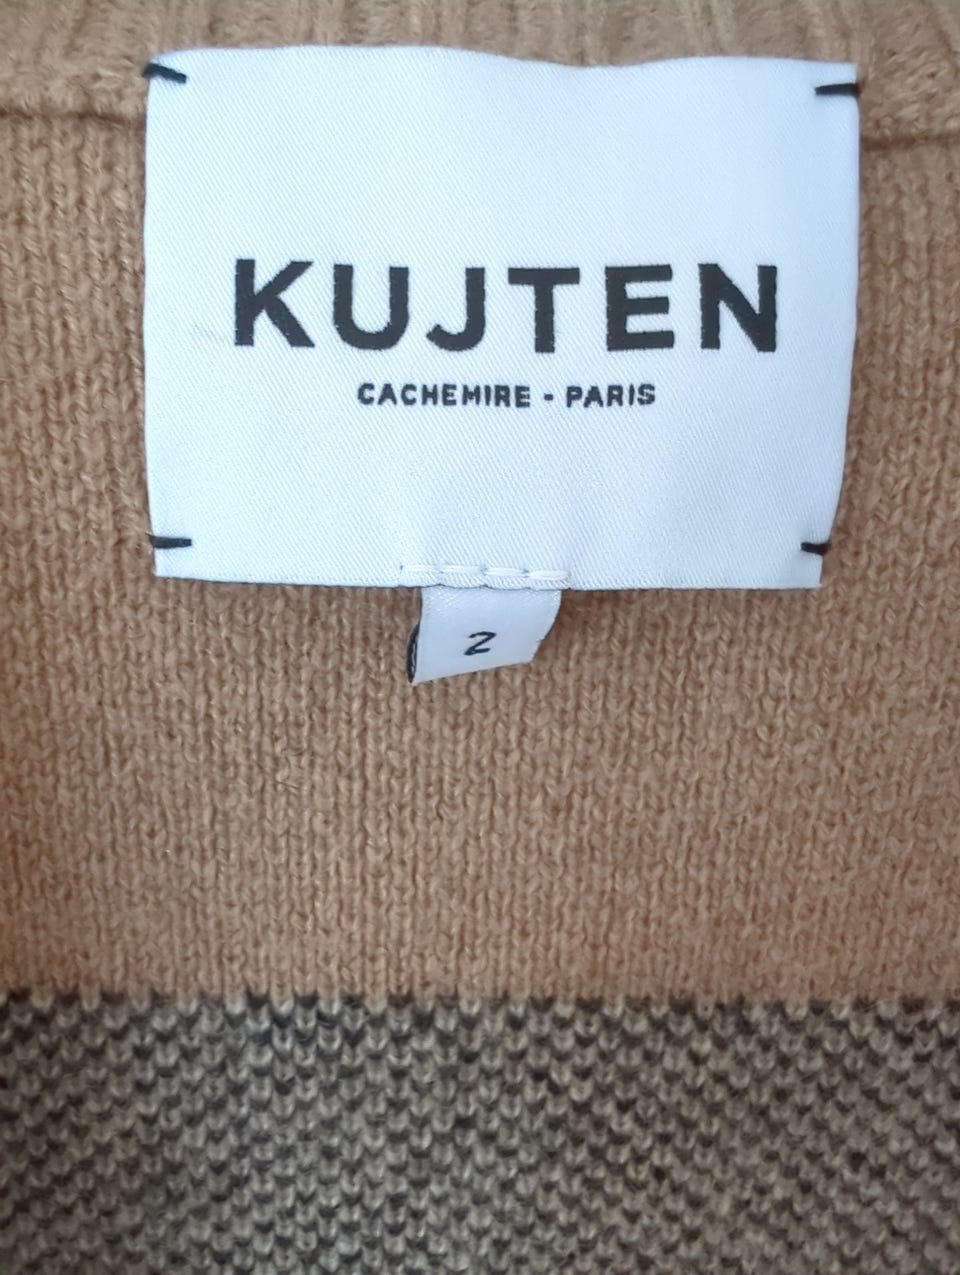 KUJTEN
CACHEMIRE - PARIS
2